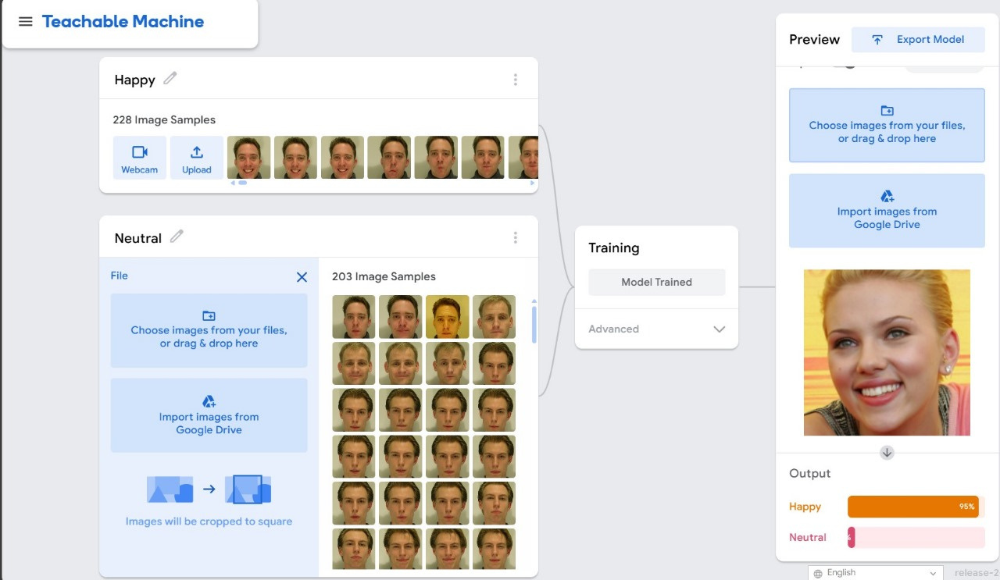 Teachable Machine
Happy
228 Image Samples
Webcam
Upload
Neutral
File
Choose images from your files,
or drag & drop here
Import images from
Google Drive
Images will be cropped to square
203 Image Samples
Training
Model Trained
Advanced
Preview
Export Model
Choose images from your files,
or drag & drop here
Import images from
Google Drive
Output
Happy
95%
Neutral
English
release-2